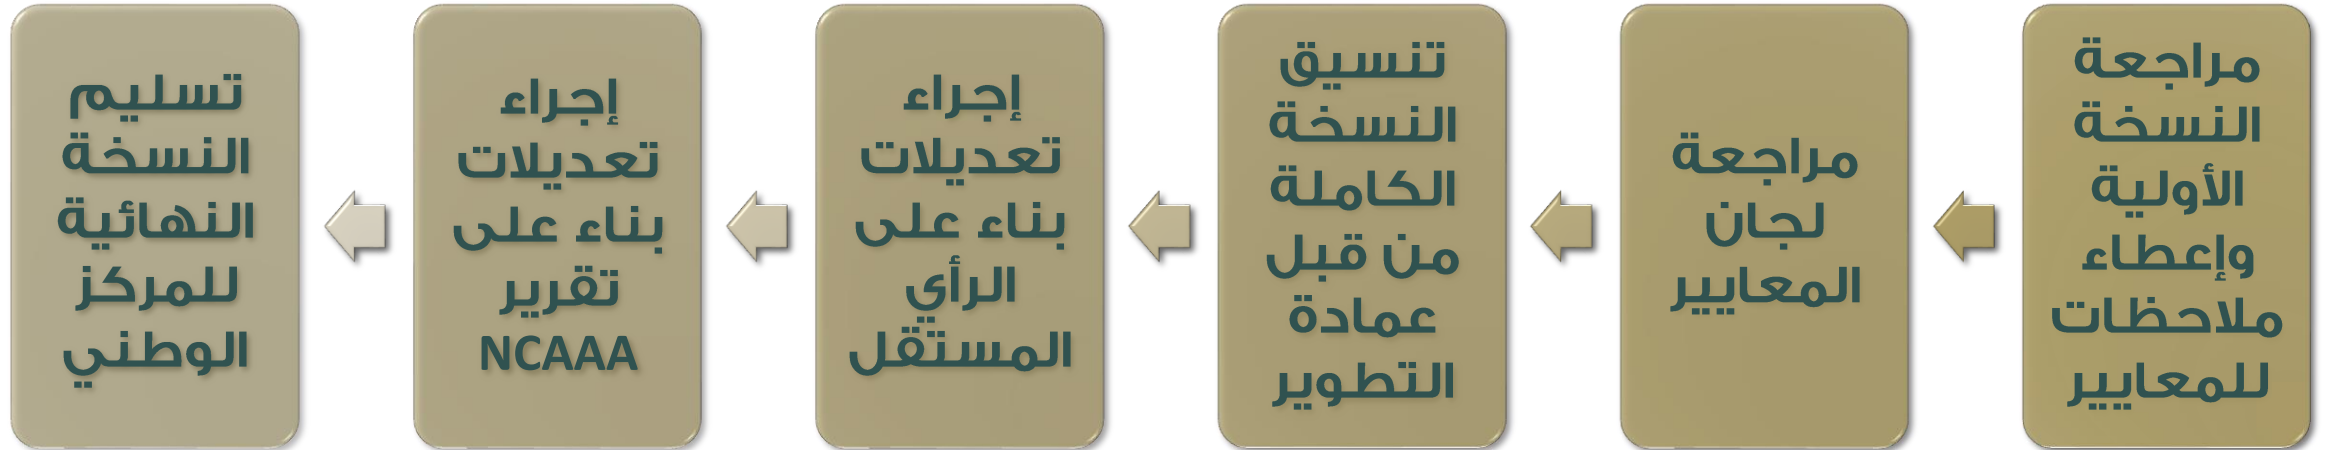 مراجعة
النسخة
الأولية
وإعطاء
ملاحظات
للمعايير
مراجعة
لجان
المعايير
تنسيق
النسخة
الكاملة
من قبل
عمادة
التطوير
إجراء
تعديلات
بناء على
الرأي
المستقل
إجراء
تعديلات
بناء على
تقرير
NCAAA
تسليم
النسخة
النهائية
للمركز
الوطني